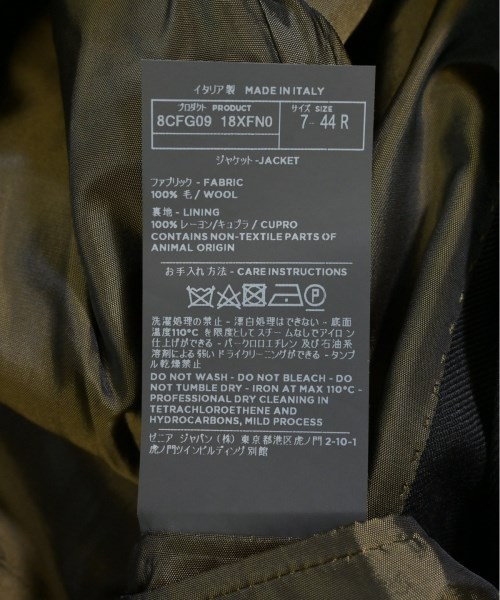 イタリア製 MADE IN ITALY
プロダクト PRODUCT サイズ SIZE
8CFG09 18XFN0 7- 44 R
ジャケット-JACKET
ファブリック - FABRIC
100% 毛/ WOOL
裏地 - LINING
100% レーヨン/キュプラ / CUPRO
CONTAINS NON-TEXTILE PARTS OF
ANIMAL ORIGIN
お手入れ方法 - CARE INSTRUCTIONS
洗濯処理の禁止 - 漂白処理はできない - 底面
温度110°C を限度としてスチームなしでアイロン
仕上げができる - パークロロエチレン 及び石油系
溶剤による弱い ドライクリーニングができる - タンブ
ル乾燥禁止
DO NOT WASH - DO NOT BLEACH - DO
NOT TUMBLE DRY - IRON AT MAX 110°C -
PROFESSIONAL DRY CLEANING IN
TETRACHLOROETHENE AND
HYDROCARBONS, MILD PROCESS
ゼニア ジャパン (株) 東京都港区虎ノ門 2-10-1
虎ノ門ツインビルディング 別館